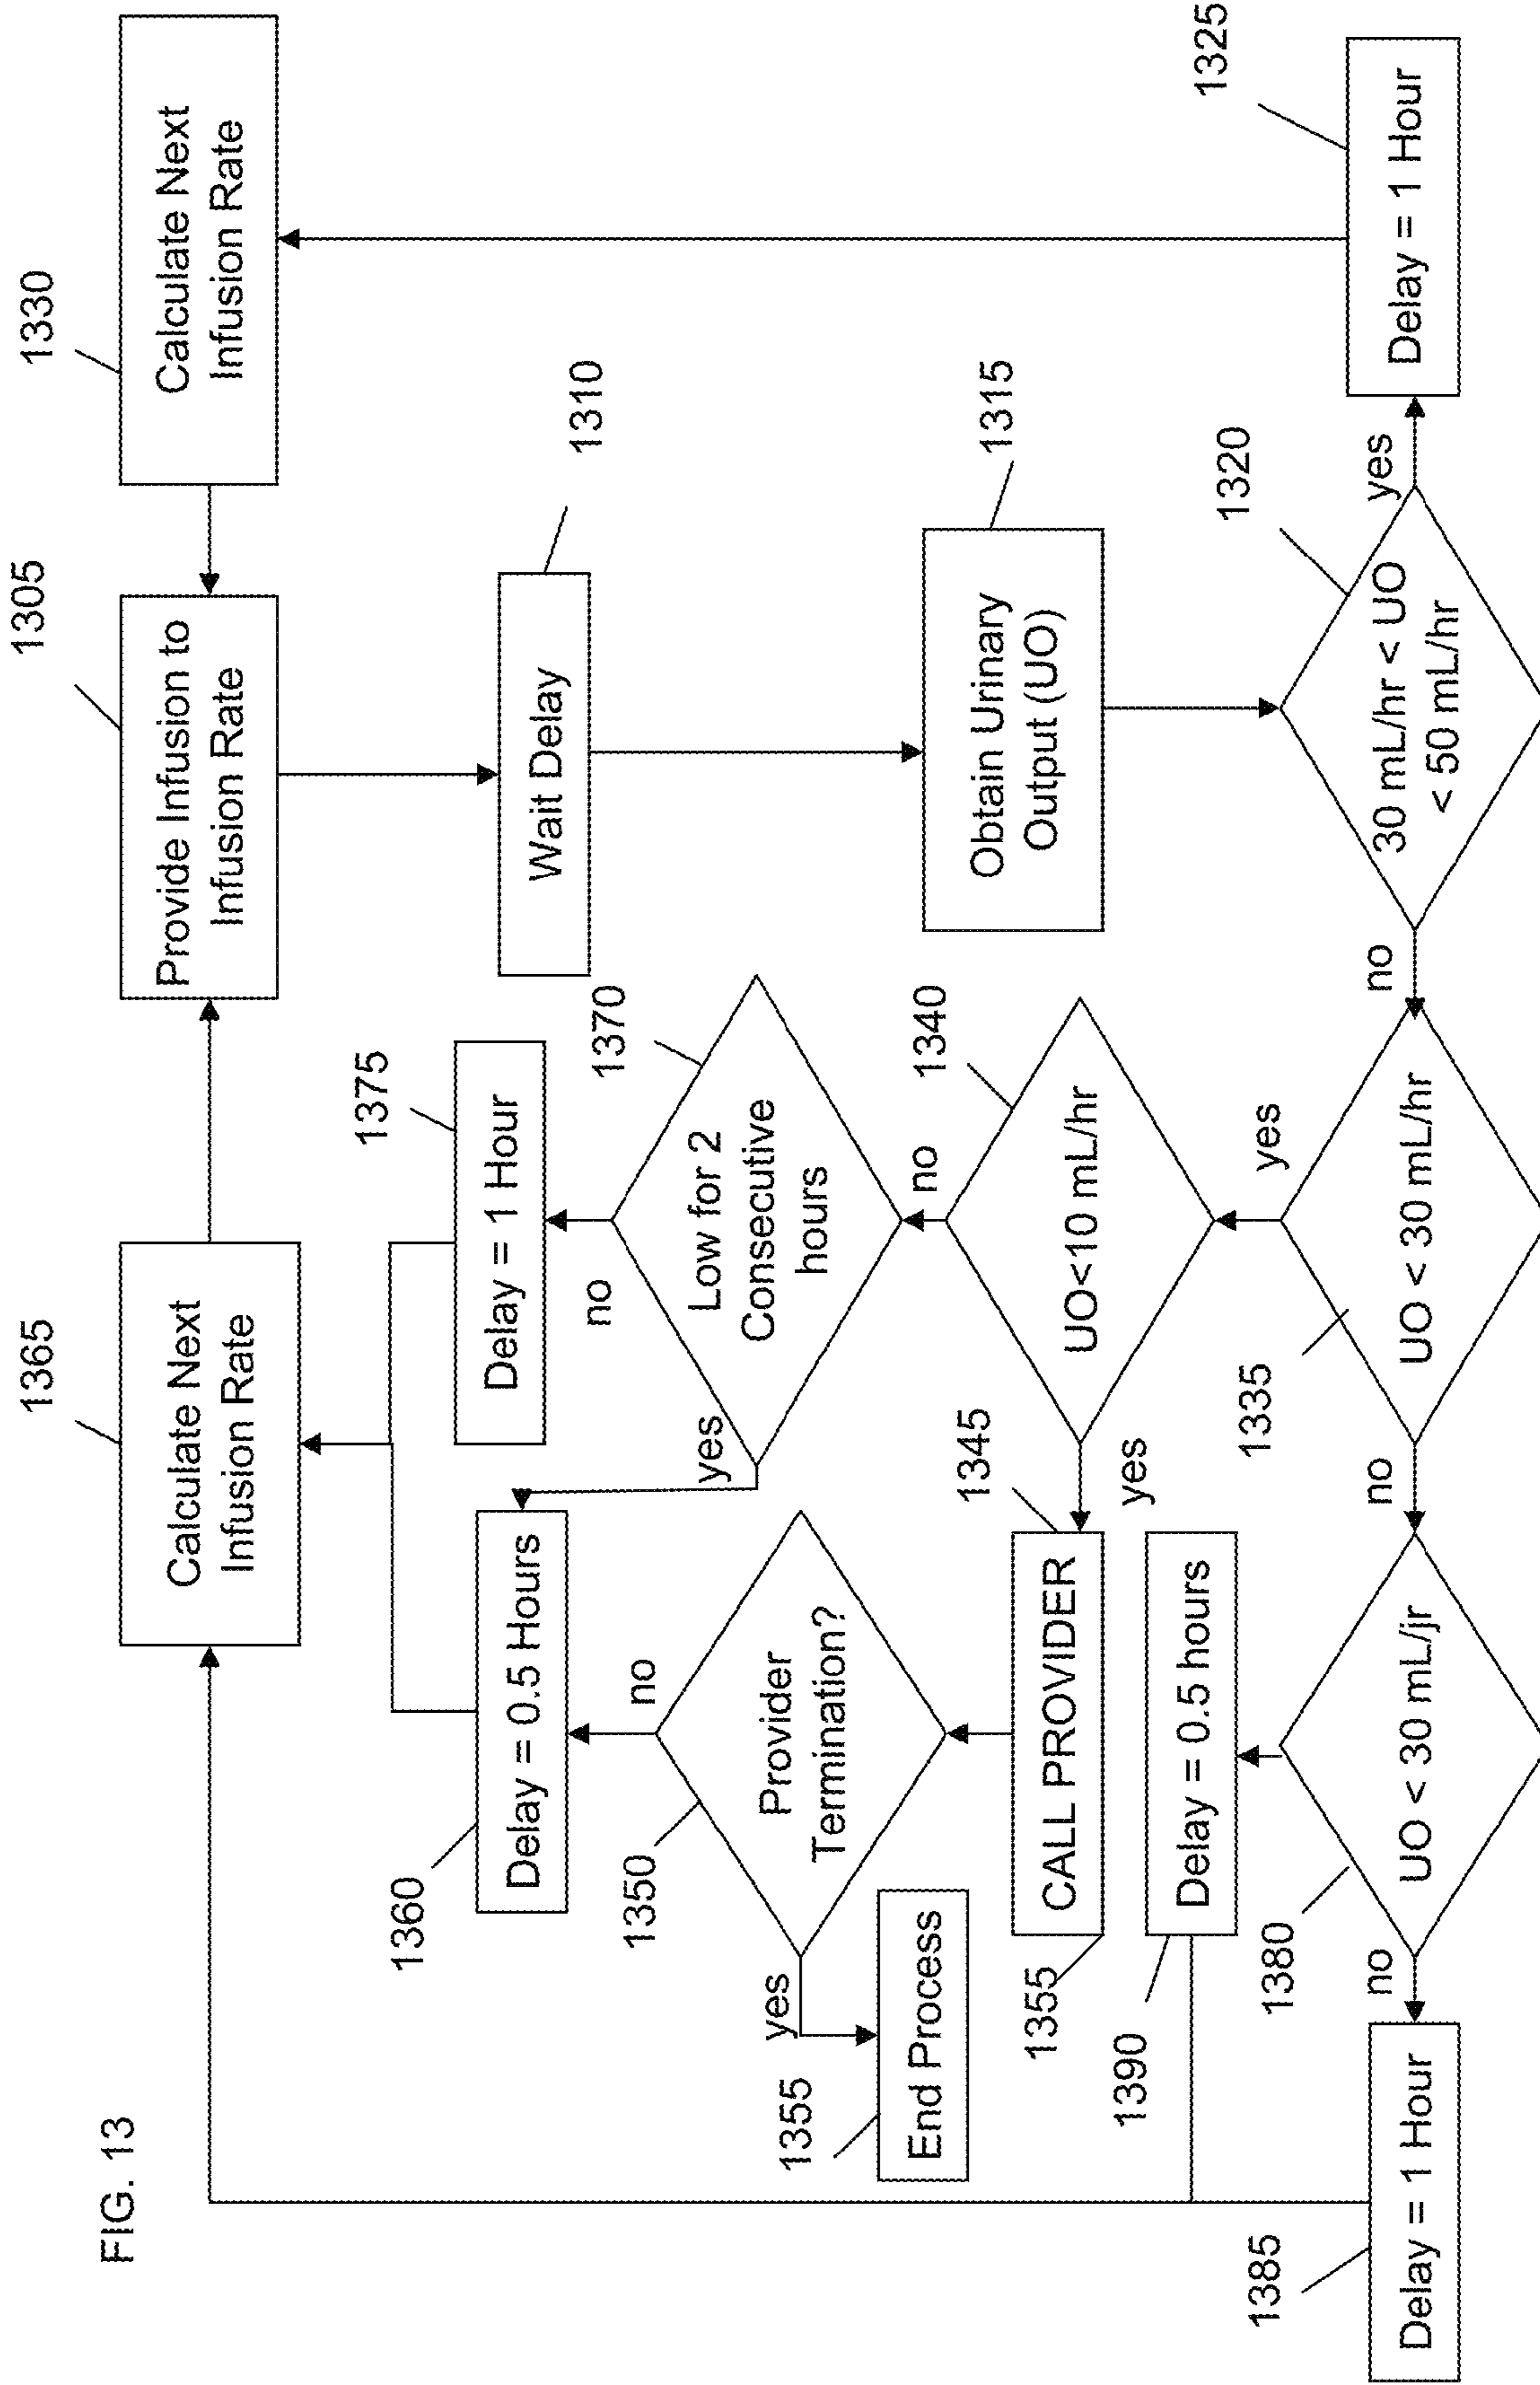 FIG. 13
1365
Calculate Next
Infusion Rate
1305
Provide Infusion to
Infusion Rate
1330
Calculate Next
Infusion Rate
1360
Delay = 0.5 Hours
1375
Delay = 1 Hour
1310
Wait Delay
no
yes
1370
Low for 2
Consecutive
hours
no
1350
Provider
Termination?
yes
1355
End Process
1355
CALL PROVIDER
1345
yes
1340
UO<10 mL/hr
no
1315
Obtain Urinary
Output (UO)
1390
Delay = 0.5 hours
yes
1385
Delay = 1 Hour
no
1380
UO < 30 mL/jr
no
1335
UO < 30 mL/hr
no
1320
30 mL/hr < UO
< 50 mL/hr
yes
1325
Delay = 1 Hour